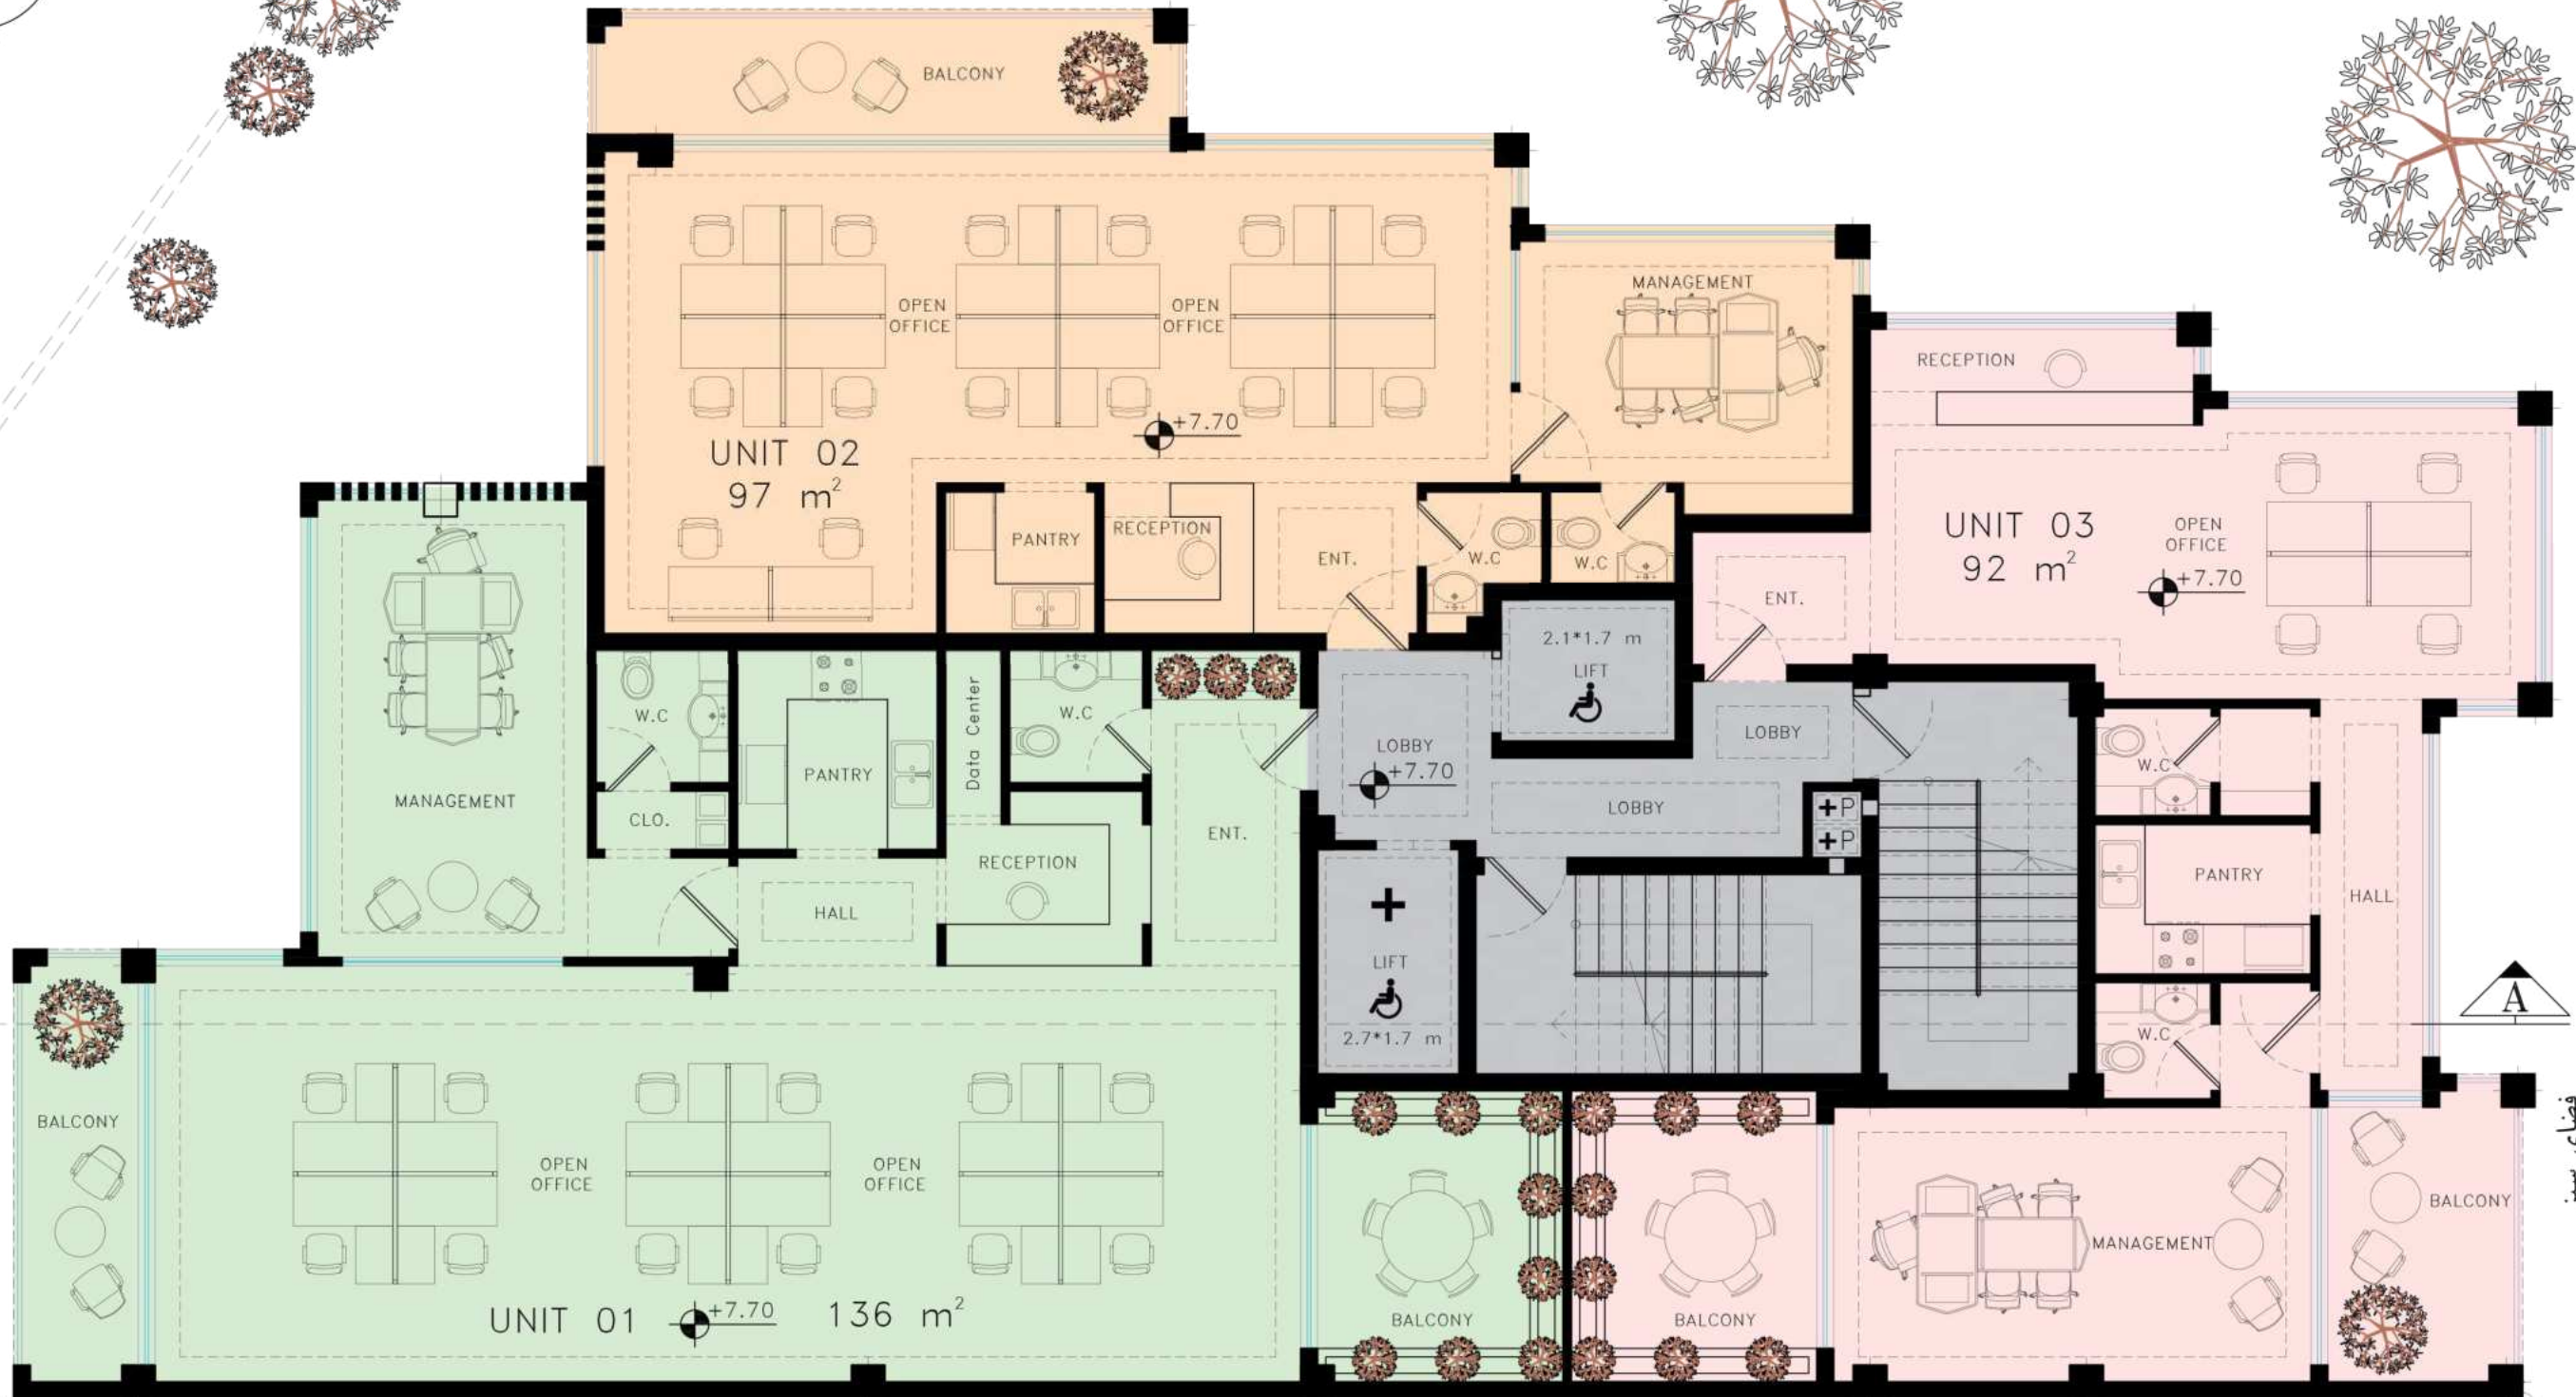 BALCONY
MANAGEMENT
OPEN
OFFICE
OPEN
OFFICE
RECEPTION
+7.70
UNIT 02
97 m²
PANTRY
RECEPTION
ENT.
W.C
W.C
UNIT 03
92 m²
OPEN
OFFICE
+7.70
ENT.
2.1*1.7 m
LIFT
W.C
Data Center
W.C
LOBBY
+7.70
LOBBY
LOBBY
PANTRY
MANAGEMENT
CLO.
ENT.
+P
+P
W.C
RECEPTION
HALL
PANTRY
HALL
+
LIFT
2.7*1.7 m
W.C
A
BALCONY
OPEN
OFFICE
OPEN
OFFICE
BALCONY
MANAGEMENT
UNIT 01
+7.70
136 m²
BALCONY
BALCONY
فضای سبز